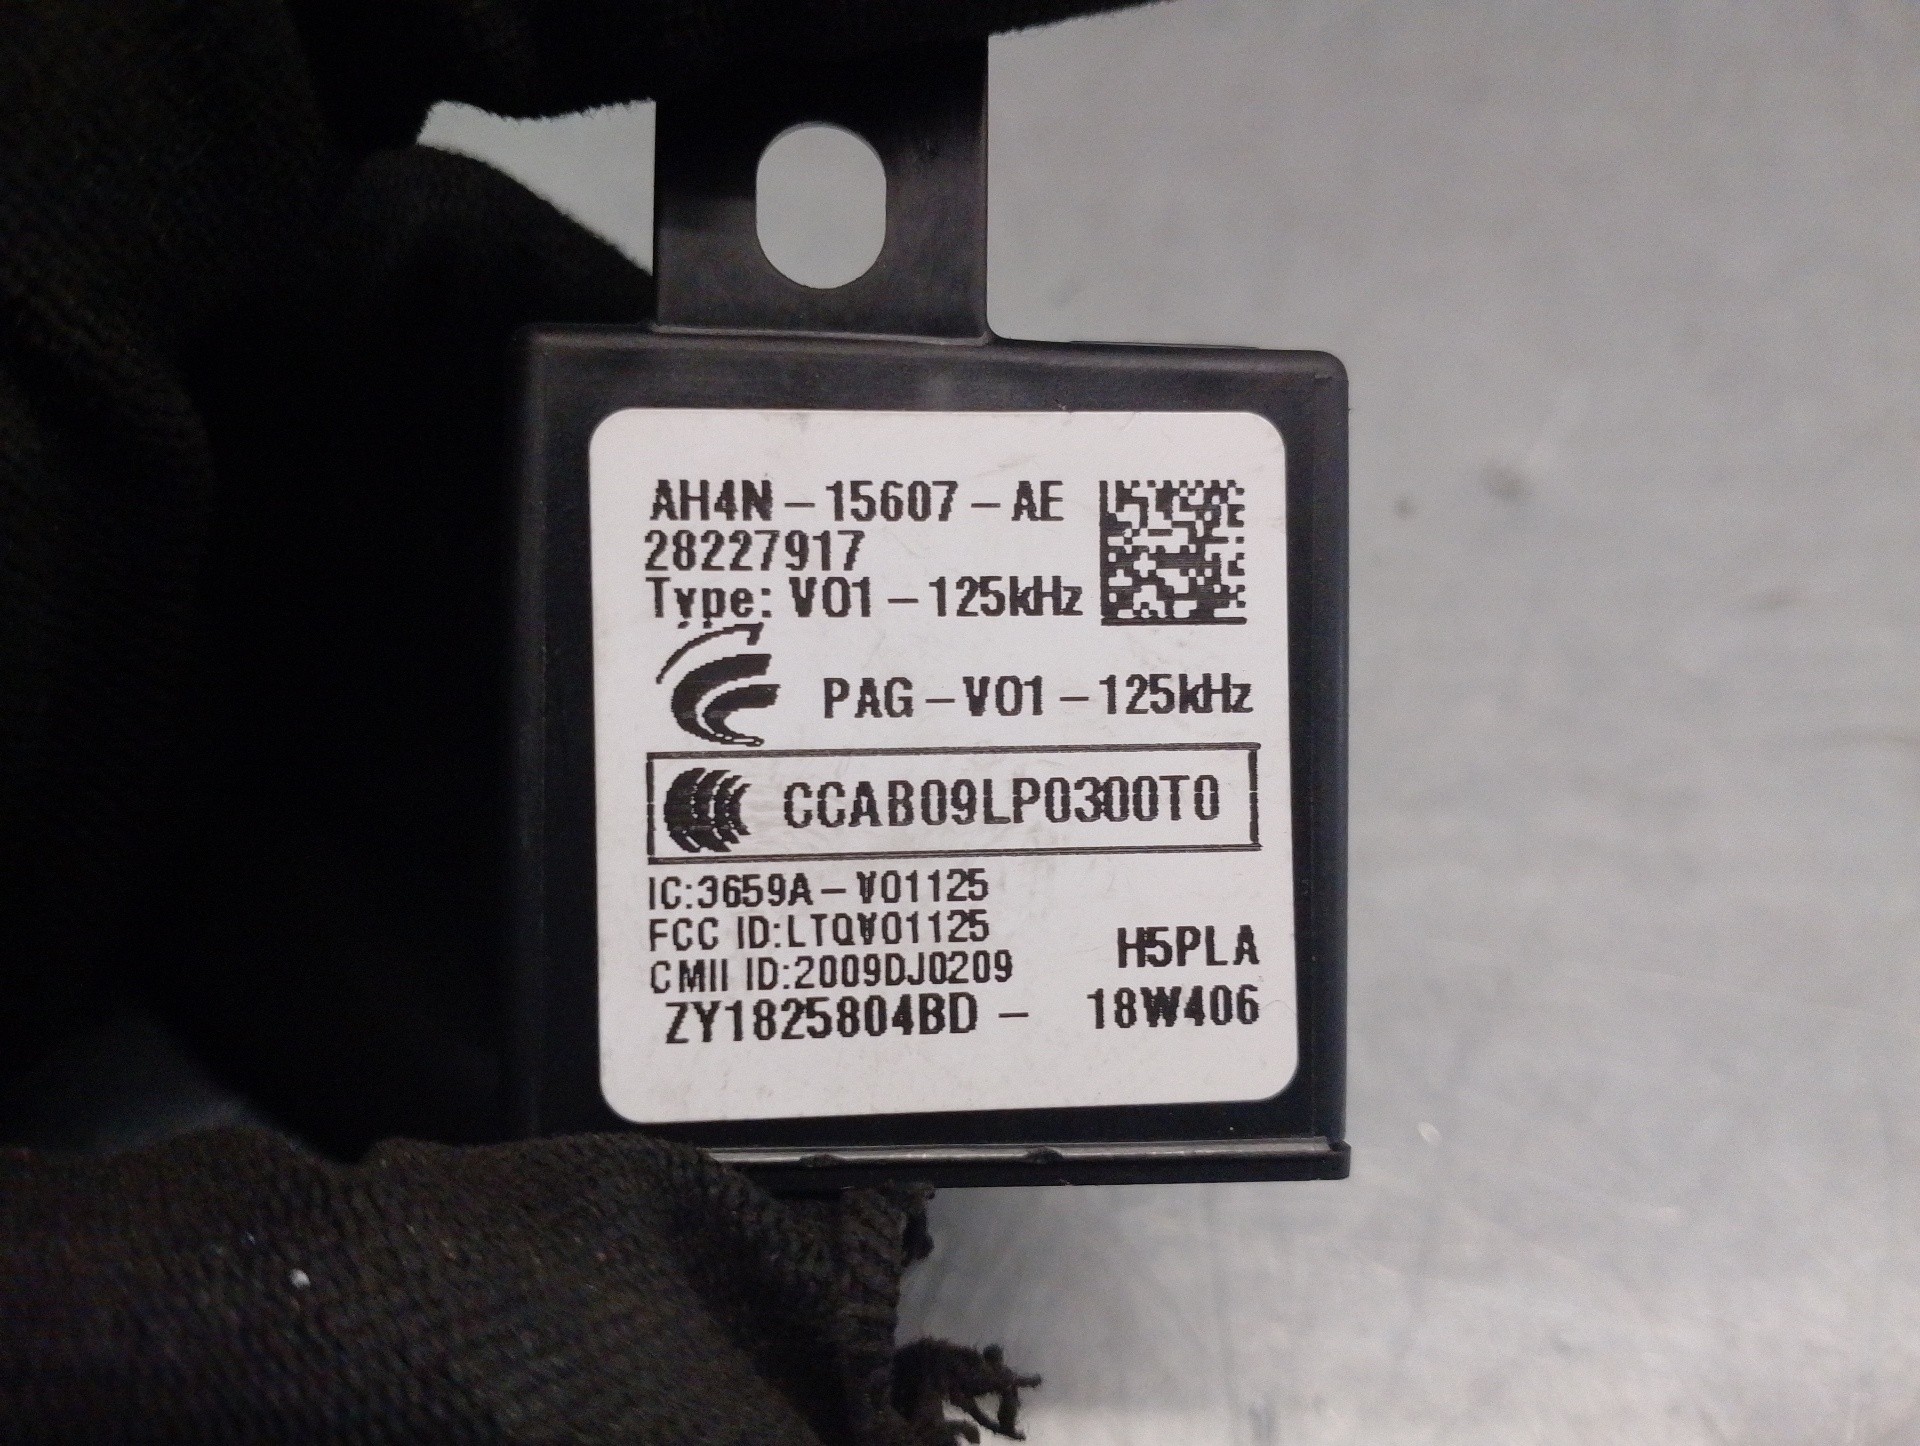 AH4N-15607-AE
28227917
Type: V01-125kHz
PAG-V01-125kHz
CCAB09LP0300T0
IC:3659A-V01125
FCC ID:LTQV01125
CMII ID:2009DJ0209
H5PLA
ZY1825804BD - 18W406